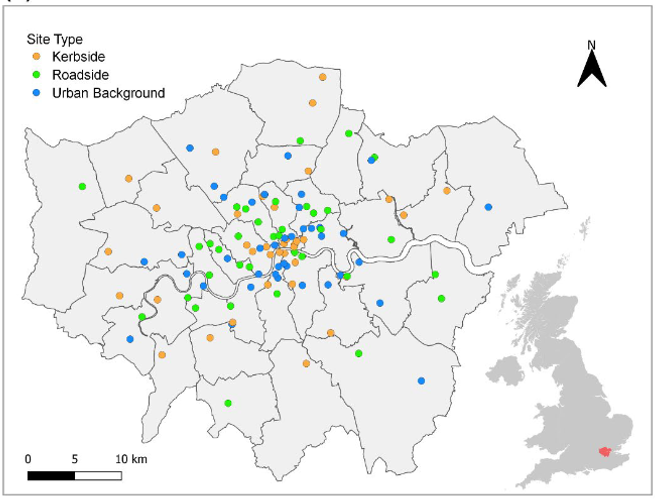 Site Type
Kerbside
Roadside
Urban Background
N
0 5 10 km